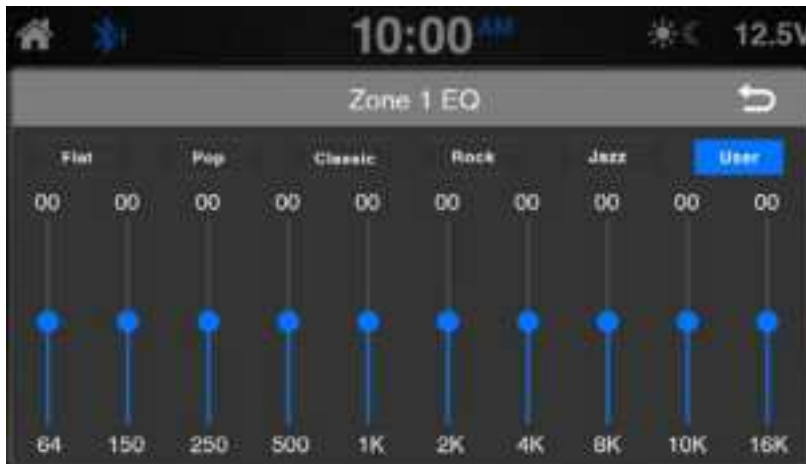 10:00 AM 12.5V
Zone 1 EQ
Flat Pop Classic Rock Jazz User
00 00 00 00 00 00 00 00 00 00
64 150 250 500 1K 2K 4K 8K 10K 16K